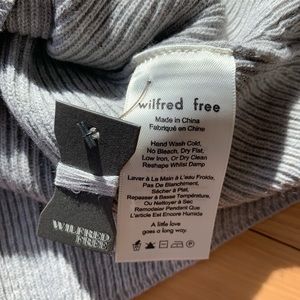 wilfred free
Made in China
Fabriqué en Chine
Hand Wash Cold,
No Bleach, Dry Flat,
Low Iron, Or Dry Clean
Reshape Whilst Damp
Laver à La Main à L'eau Froide,
Pas De Blanchiment,
Sécher à Plat,
Repasser à Basse Température,
Ou Nettoyer à Sec
Remodeler Pendant Que
L'article Est Encore Humide
A little love
goes a long way.
WILFRED
FREE